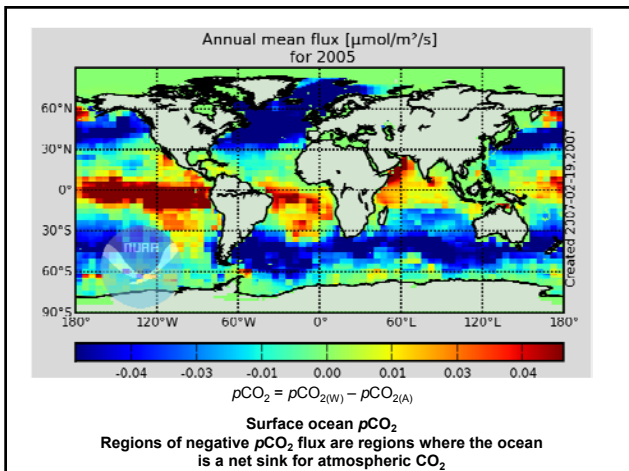 Annual mean flux [μmol/m³/s]
for 2005
60°N
30°N
0°
30°S
60°S
90°S
180° 120°W 60°W 0° 60°L 120°L 180°
NOAA
Created 2007-02-19.2007
-0.04 -0.03 -0.01 0.00 0.01 0.03 0.04
pCO₂ = pCO₂(W) – pCO₂(A)
Surface ocean pCO₂
Regions of negative pCO₂ flux are regions where the ocean
is a net sink for atmospheric CO₂